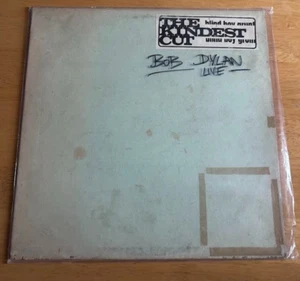 THE
KINDEST
CUT
blind boy grunt
BOB DYLAN
LIVE